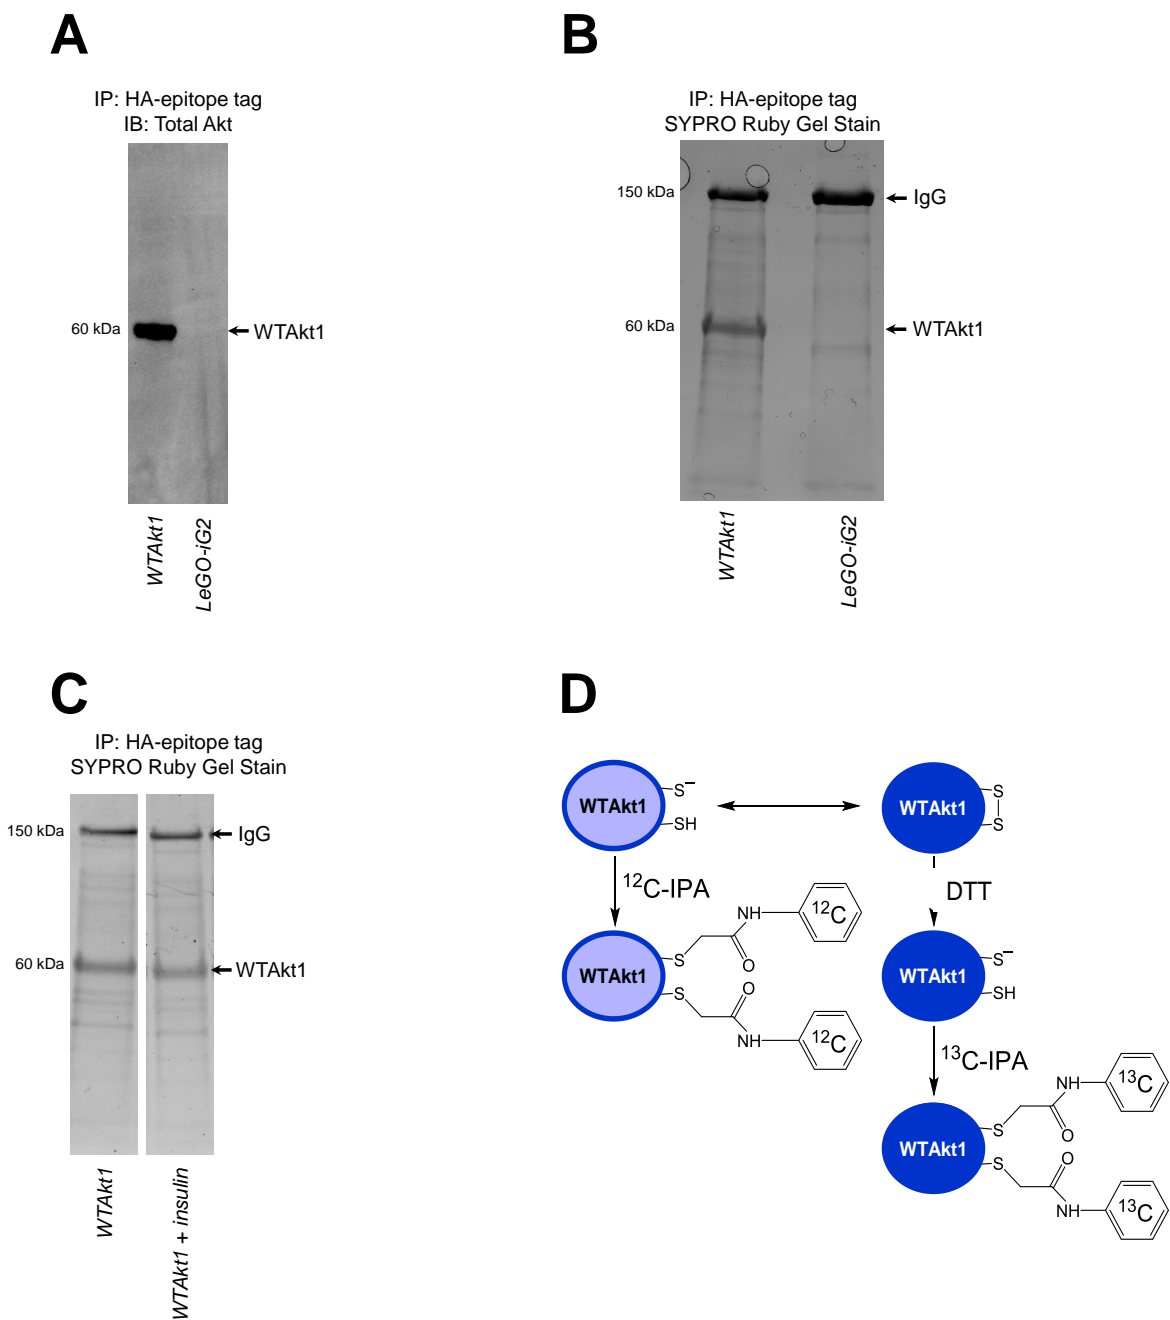 A
IP: HA-epitope tag
IB: Total Akt
60 kDa
WTAkt1
WTAkt1
LeGO-iG2
B
IP: HA-epitope tag
SYPRO Ruby Gel Stain
150 kDa
IgG
60 kDa
WTAkt1
WTAkt1
LeGO-iG2
C
IP: HA-epitope tag
SYPRO Ruby Gel Stain
150 kDa
IgG
60 kDa
WTAkt1
WTAkt1
WTAkt1 + insulin
D
WTAkt1
S⁻
SH
WTAkt1
S
S
¹²C-IPA
DTT
WTAkt1
S
NH
O
¹²C
S
O
NH
¹²C
WTAkt1
S⁻
SH
¹³C-IPA
WTAkt1
S
NH
O
¹³C
S
O
NH
¹³C